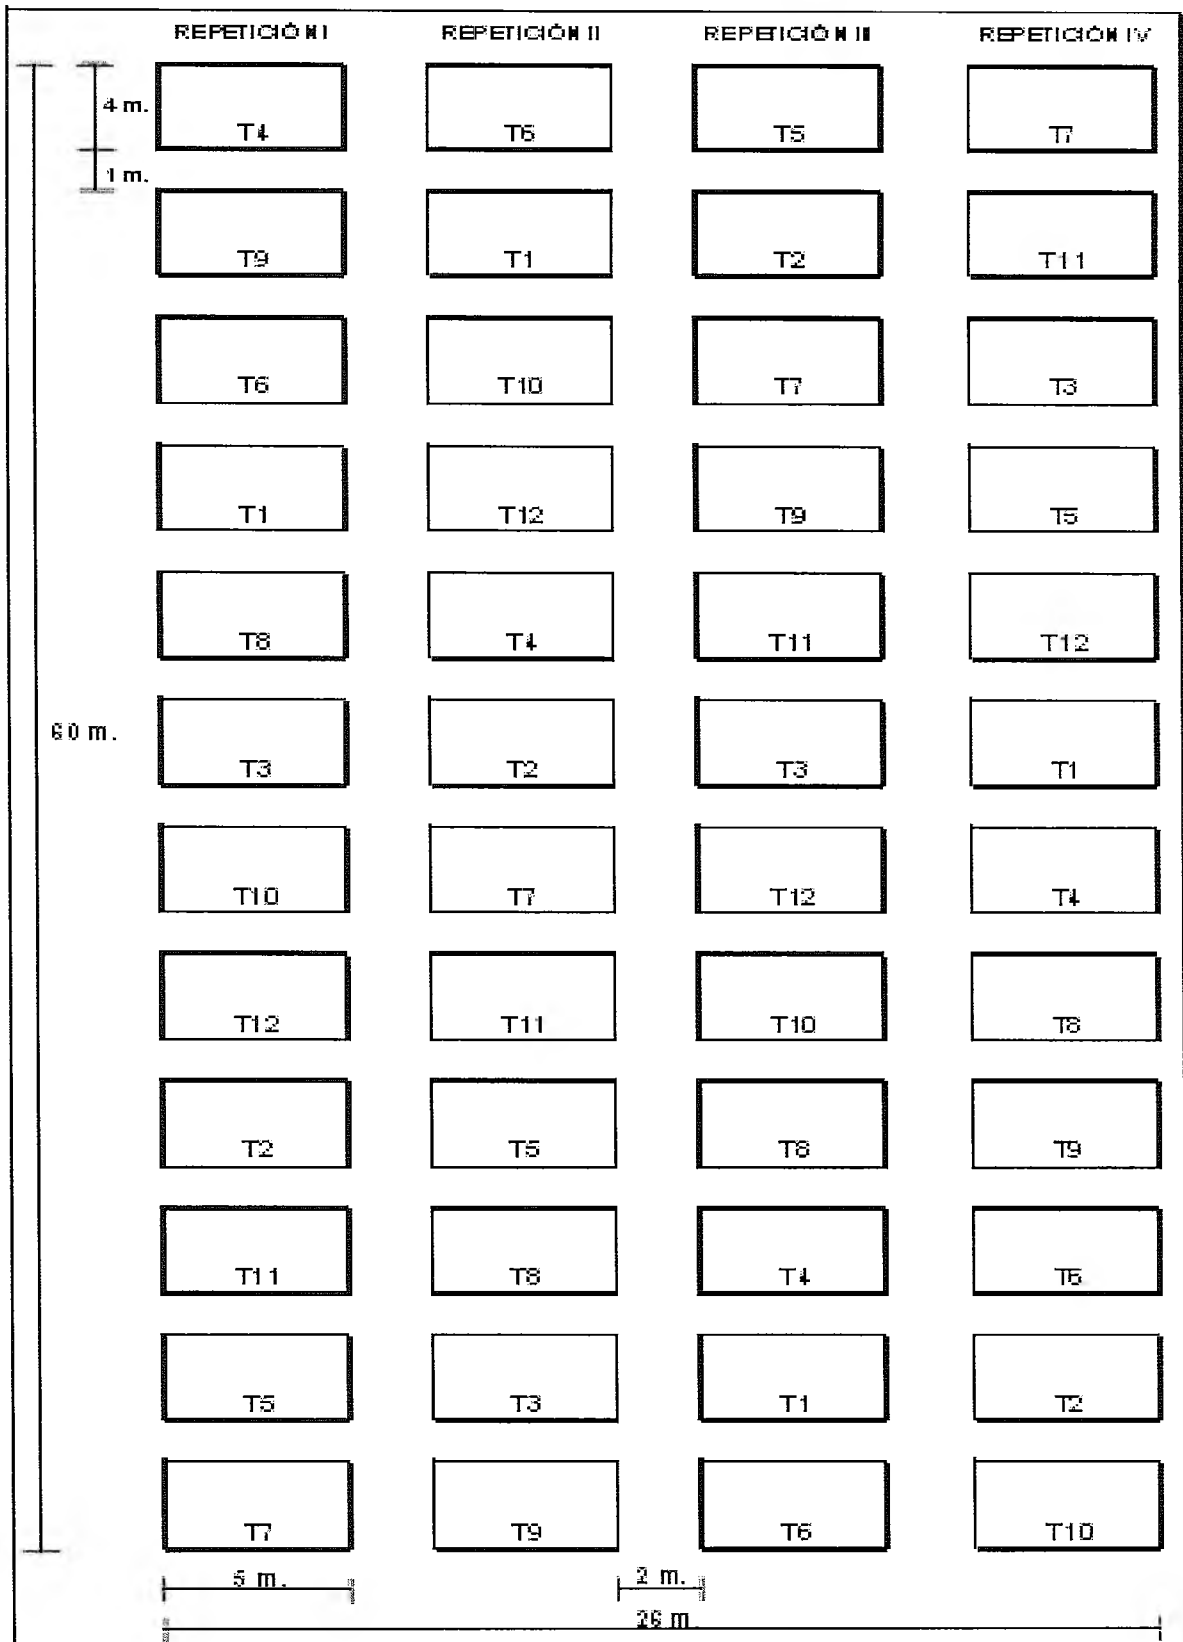 REPETICIÓN I REPETICIÓN II REPETICIÓN III REPETICIÓN IV
4 m.
T4 T6 T5 T7
1 m.
T9 T1 T2 T11
T6 T10 T7 T3
T1 T12 T9 T5
T8 T4 T11 T12
60 m.
T3 T2 T3 T1
T10 T7 T12 T4
T12 T11 T10 T8
T2 T5 T8 T9
T11 T8 T4 T6
T5 T3 T1 T2
T7 T9 T6 T10
5 m. 2 m.
26 m.